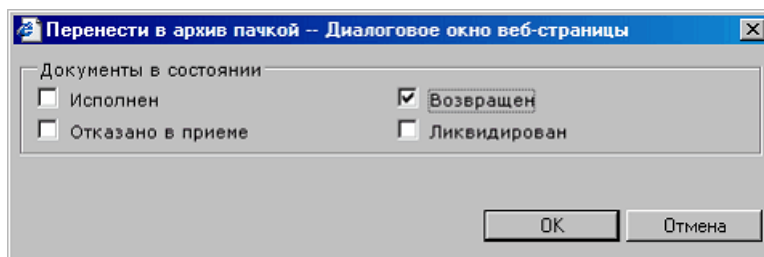 Перенести в архив пачкой -- Диалоговое окно веб-страницы
Документы в состоянии
Исполнен Возвращен
Отказано в приеме Ликвидирован
OK Отмена